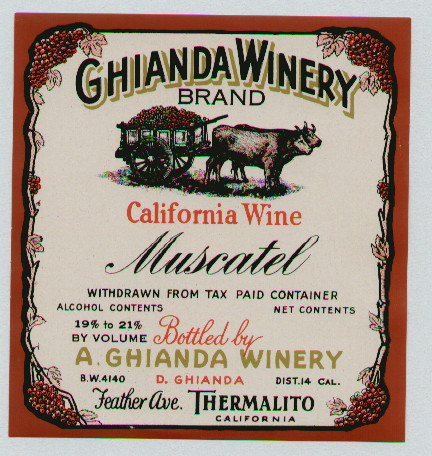 GHIANDA WINERY
BRAND
California Wine
Muscatel
WITHDRAWN FROM TAX PAID CONTAINER
ALCOHOL CONTENTS NET CONTENTS
19% to 21%
BY VOLUME Bottled by
A. GHIANDA WINERY
B.W.4140 D. GHIANDA DIST.14 CAL.
Feather Ave. THERMALITO
CALIFORNIA